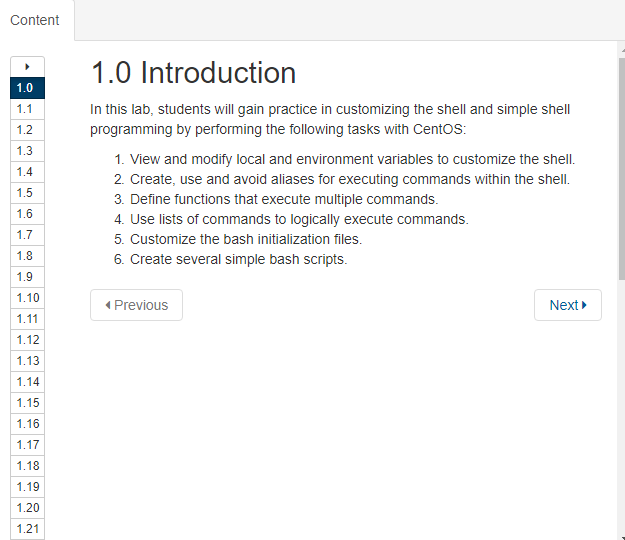 Content
1.0
1.1
1.2
1.3
1.4
1.5
1.6
1.7
1.8
1.9
1.10
1.11
1.12
1.13
1.14
1.15
1.16
1.17
1.18
1.19
1.20
1.21
1.0 Introduction
In this lab, students will gain practice in customizing the shell and simple shell
programming by performing the following tasks with CentOS:
1. View and modify local and environment variables to customize the shell.
2. Create, use and avoid aliases for executing commands within the shell.
3. Define functions that execute multiple commands.
4. Use lists of commands to logically execute commands.
5. Customize the bash initialization files.
6. Create several simple bash scripts.
Previous
Next